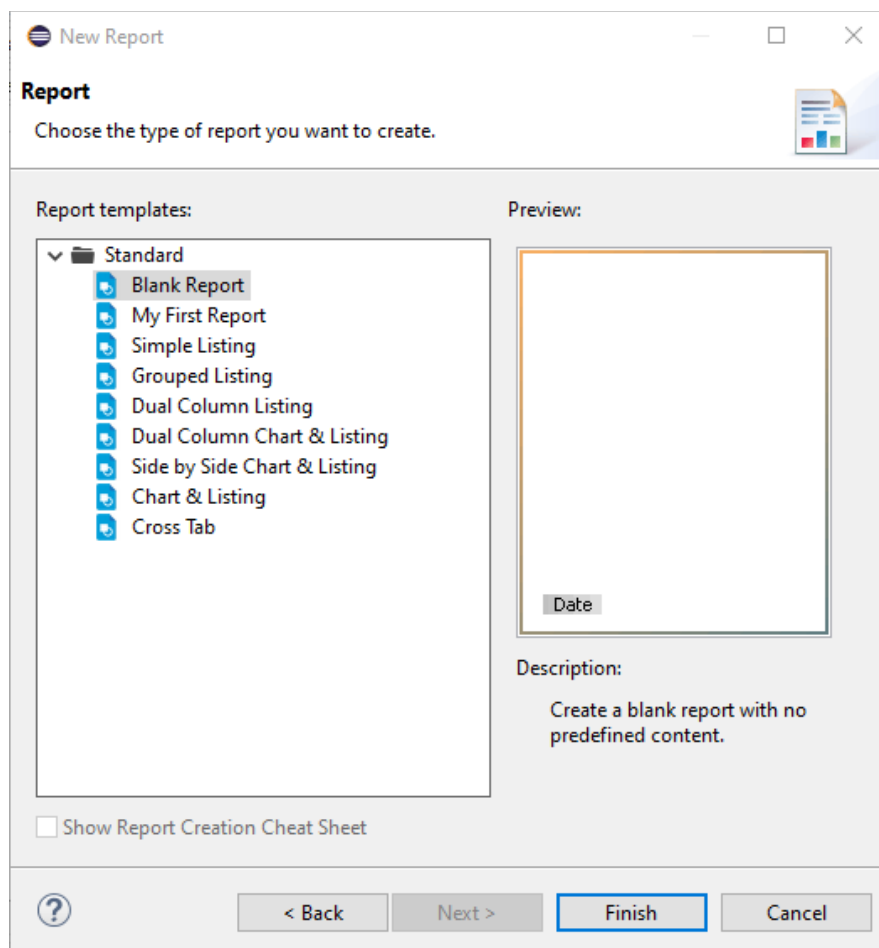 New Report
Report
Choose the type of report you want to create.
Report templates:
Preview:
Standard
Blank Report
My First Report
Simple Listing
Grouped Listing
Dual Column Listing
Dual Column Chart & Listing
Side by Side Chart & Listing
Chart & Listing
Cross Tab
Date
Description:
Create a blank report with no
predefined content.
Show Report Creation Cheat Sheet
?
< Back
Next >
Finish
Cancel